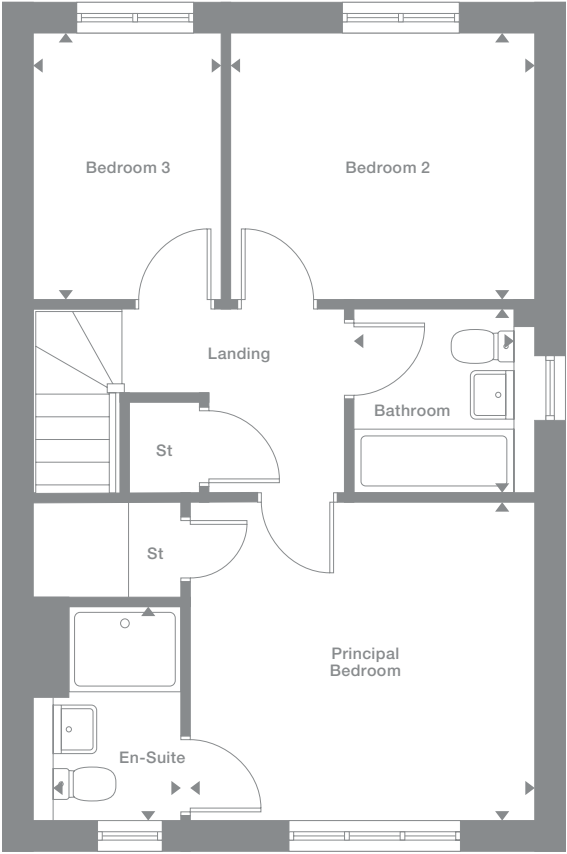 Bedroom 3
Bedroom 2
Landing
Bathroom
St
St
Principal
Bedroom
En-Suite